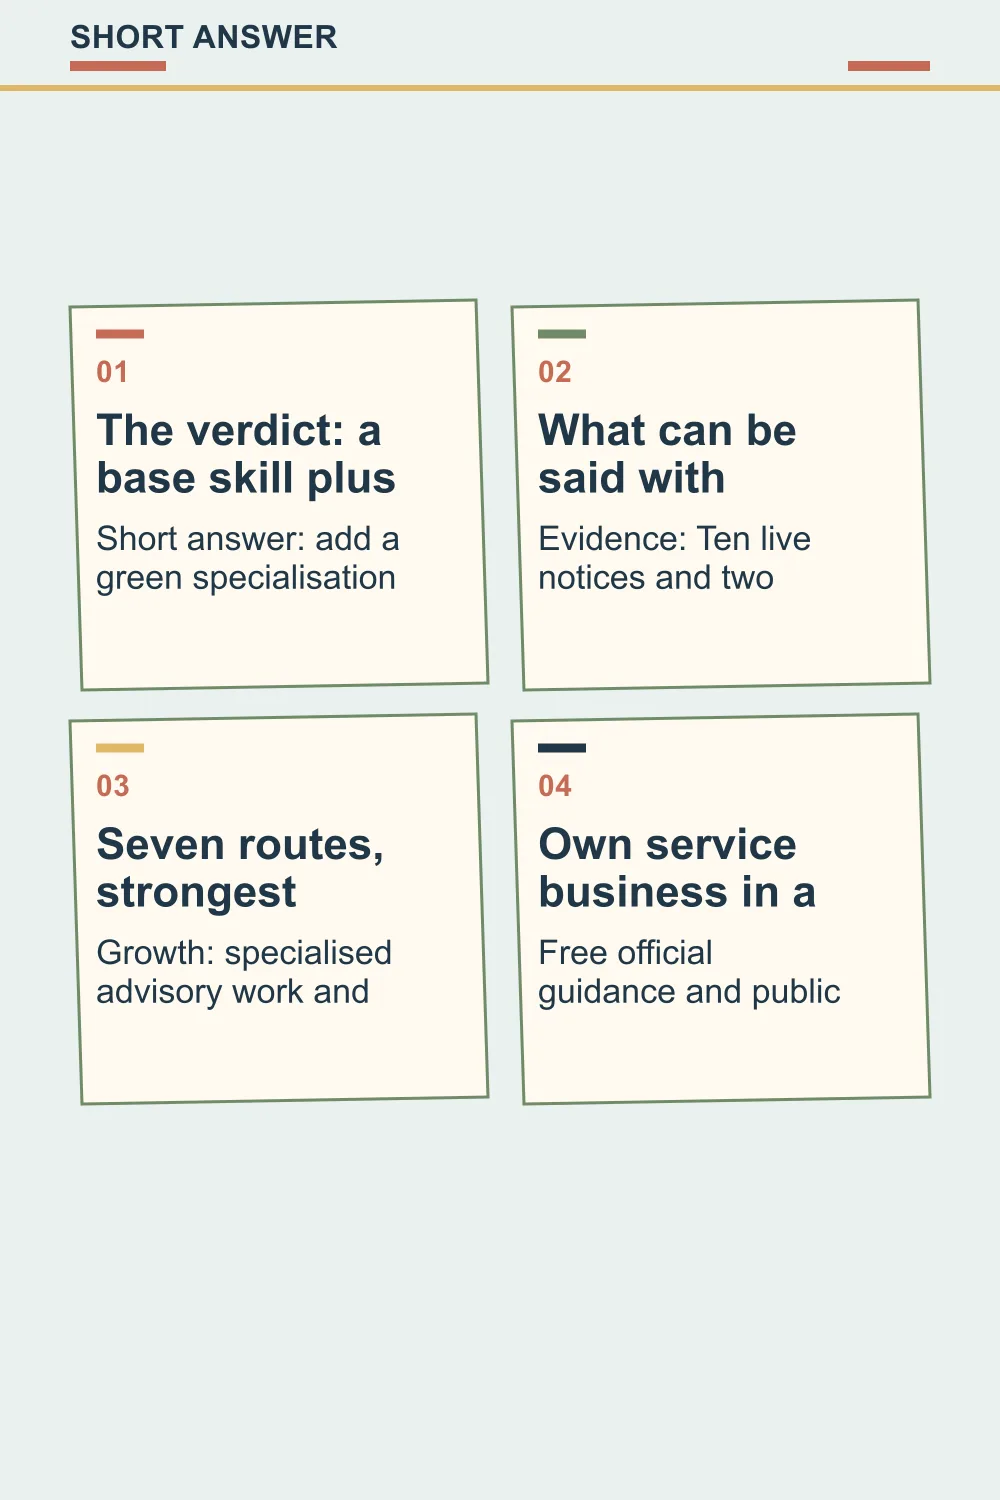 SHORT ANSWER
01
The verdict: a
base skill plus
Short answer: add a
green specialisation
02
What can be
said with
Evidence: Ten live
notices and two
03
Seven routes,
strongest
Growth: specialised
advisory work and
04
Own service
business in a
Free official
guidance and public